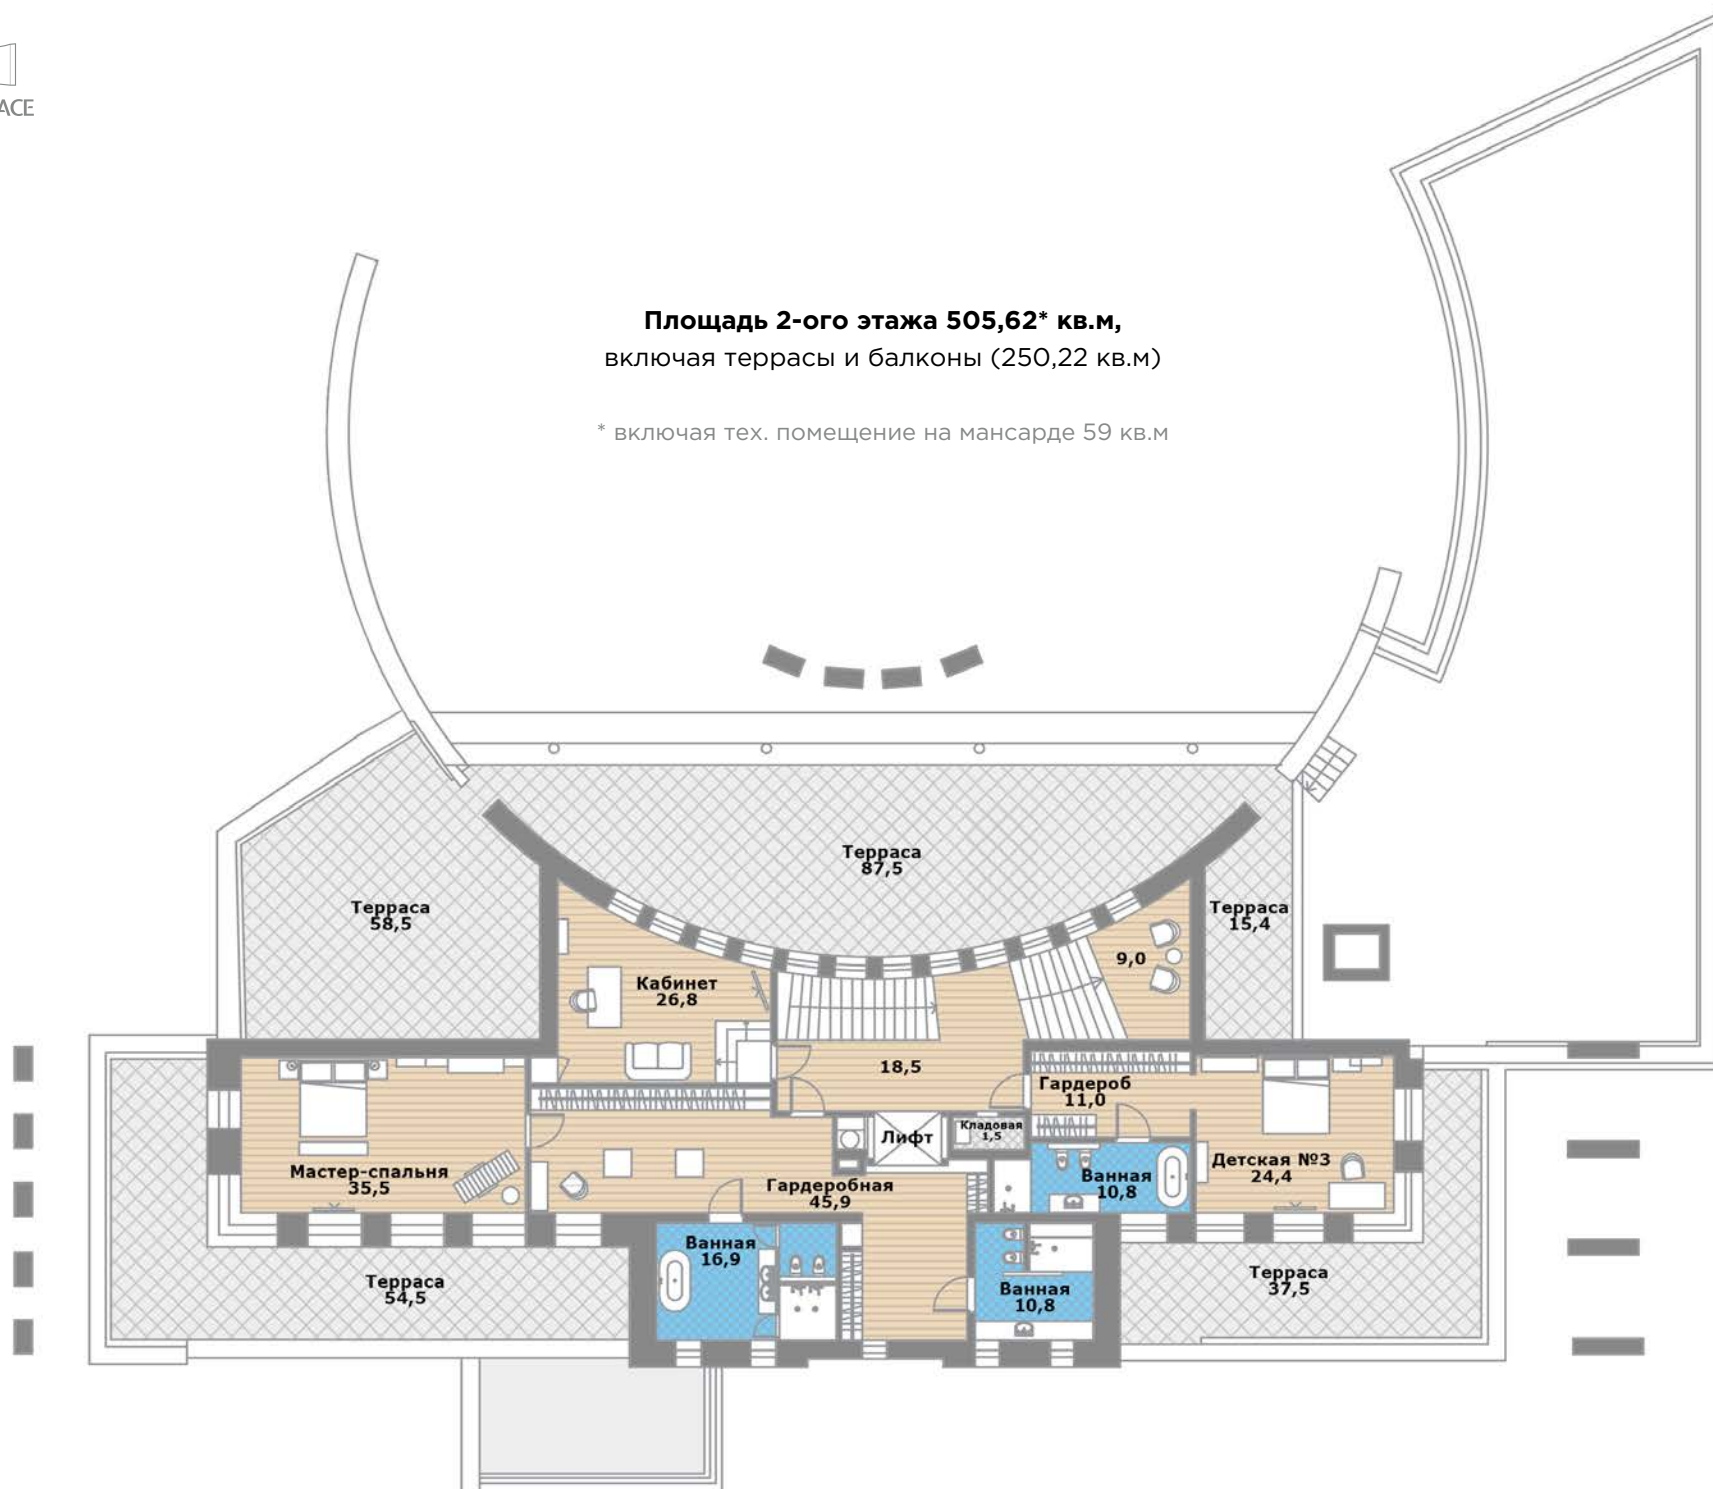 ACE
Площадь 2-ого этажа 505,62* кв.м,
включая террасы и балконы (250,22 кв.м)
* включая тех. помещение на мансарде 59 кв.м
Терраса
87,5
Терраса
58,5
Терраса
15,4
9,0
Кабинет
26,8
18,5
Гардероб
11,0
Кладовая
1,5
Лифт
Мастер-спальня
35,5
Гардеробная
45,9
Ванная
10,8
Детская №3
24,4
Ванная
16,9
Ванная
10,8
Терраса
54,5
Терраса
37,5